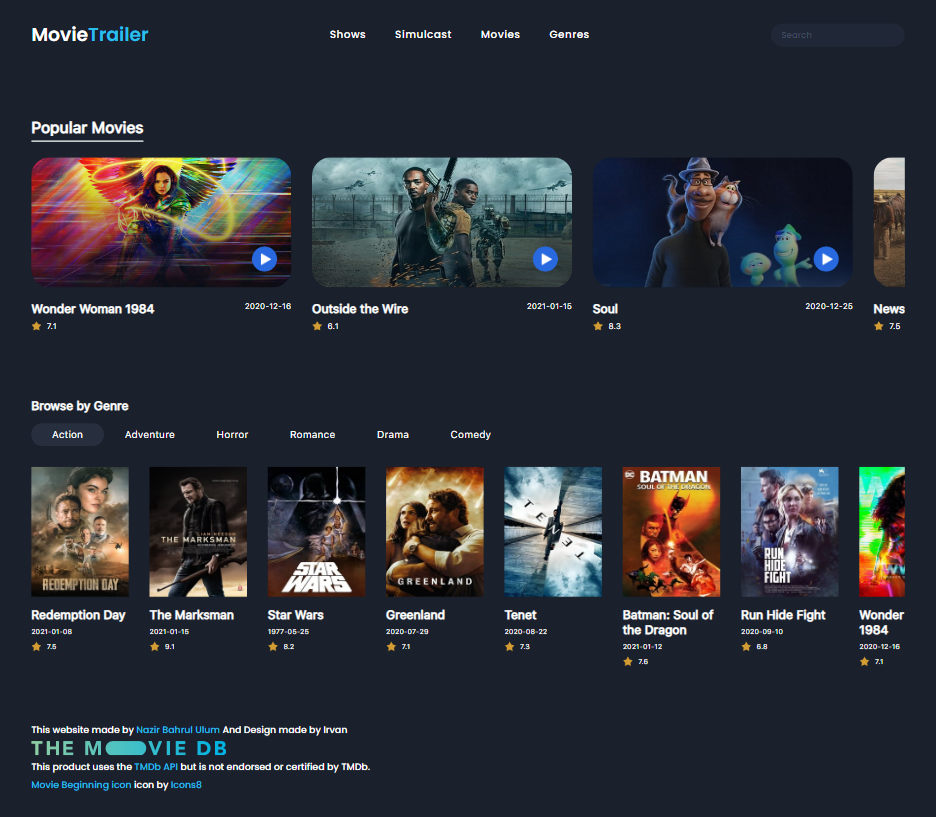 MovieTrailer
Shows Simulcast Movies Genres
Search
Popular Movies
Wonder Woman 1984 2020-12-16
7.1
Outside the Wire 2021-01-15
6.1
Soul 2020-12-25
8.3
News
7.5
Browse by Genre
Action Adventure Horror Romance Drama Comedy
REDEMPTION DAY
Redemption Day
2021-01-08
7.5
LIAM NEESON
THE MARKSMAN
The Marksman
2021-01-15
9.1
STAR WARS
Star Wars
1977-05-25
8.2
GREENLAND
Greenland
2020-07-29
7.1
TENET
Tenet
2020-08-22
7.3
DC
BATMAN
SOUL OF THE DRAGON
Batman: Soul of
the Dragon
2021-01-12
7.6
RUN
HIDE
FIGHT
Run Hide Fight
2020-09-10
6.8
Wonder
1984
2020-12-16
7.1
This website made by Nazir Bahrul Ulum And Design made by Irvan
THE MOVIE DB
This product uses the TMDb API but is not endorsed or certified by TMDb.
Movie Beginning icon icon by Icons8